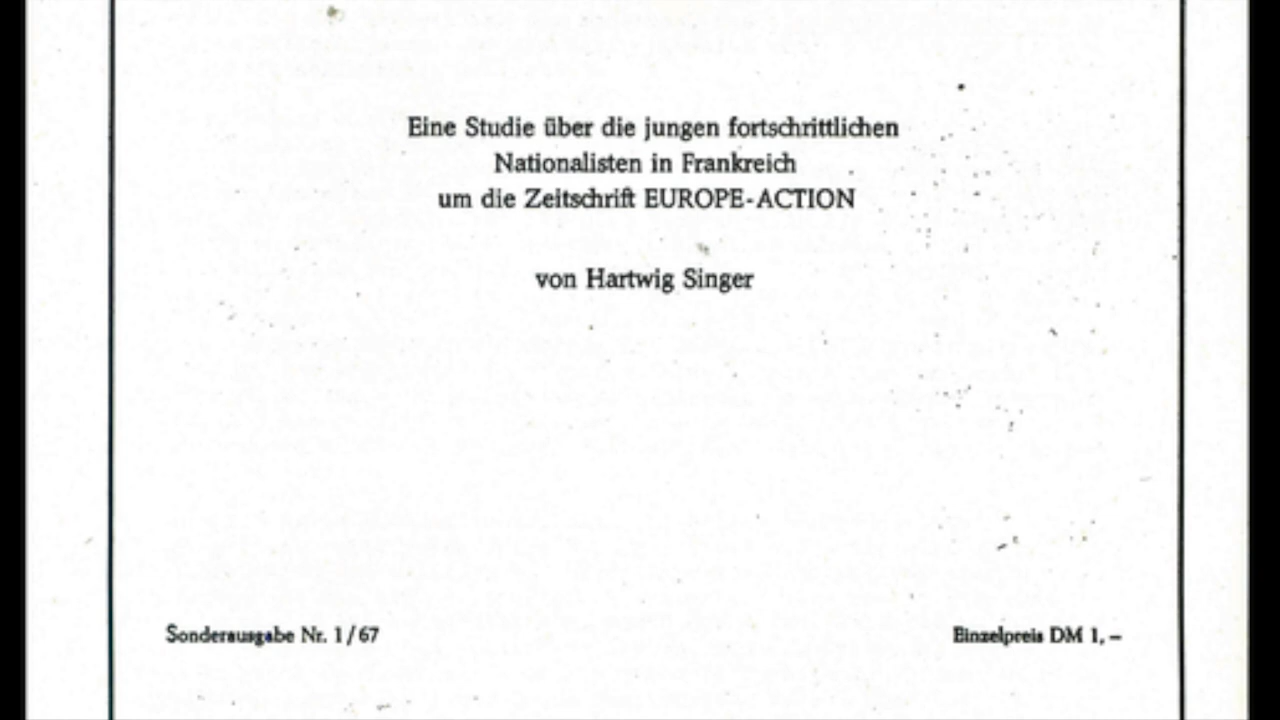 Eine Studie über die jungen fortschrittlichen
Nationalisten in Frankreich
um die Zeitschrift EUROPE-ACTION
von Hartwig Singer
Sonderausgabe Nr. 1/67
Einzelpreis DM 1,–